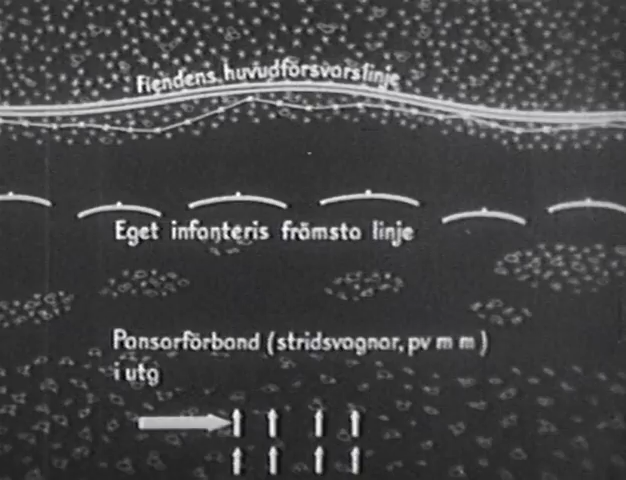 Fiendens huvudförsvarslinje
Eget infanteris främsta linje
Pansarförband (stridsvagnar, pv m m)
i utg